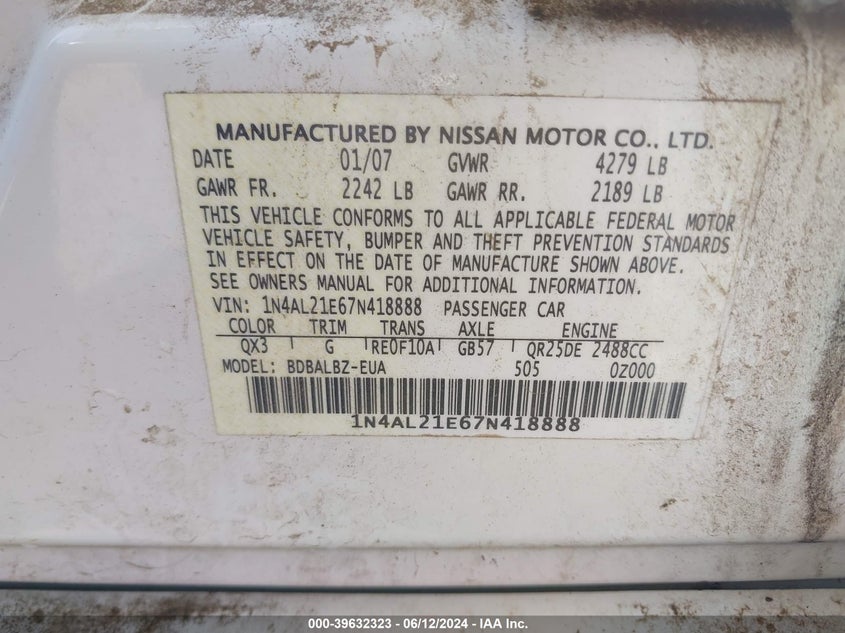 MANUFACTURED BY NISSAN MOTOR CO., LTD.
DATE 01/07 GVWR 4279 LB
GAWR FR. 2242 LB GAWR RR. 2189 LB
THIS VEHICLE CONFORMS TO ALL APPLICABLE FEDERAL MOTOR
VEHICLE SAFETY, BUMPER AND THEFT PREVENTION STANDARDS
IN EFFECT ON THE DATE OF MANUFACTURE SHOWN ABOVE.
SEE OWNERS MANUAL FOR ADDITIONAL INFORMATION.
VIN: 1N4AL21E67N418888 PASSENGER CAR
COLOR TRIM TRANS AXLE ENGINE
QX3 G RE0F10A GB57 QR25DE 2488CC
MODEL: BDBALBZ-EUA 505 0Z000
1N4AL21E67N418888
000-39632323 - 06/12/2024 - IAA Inc.